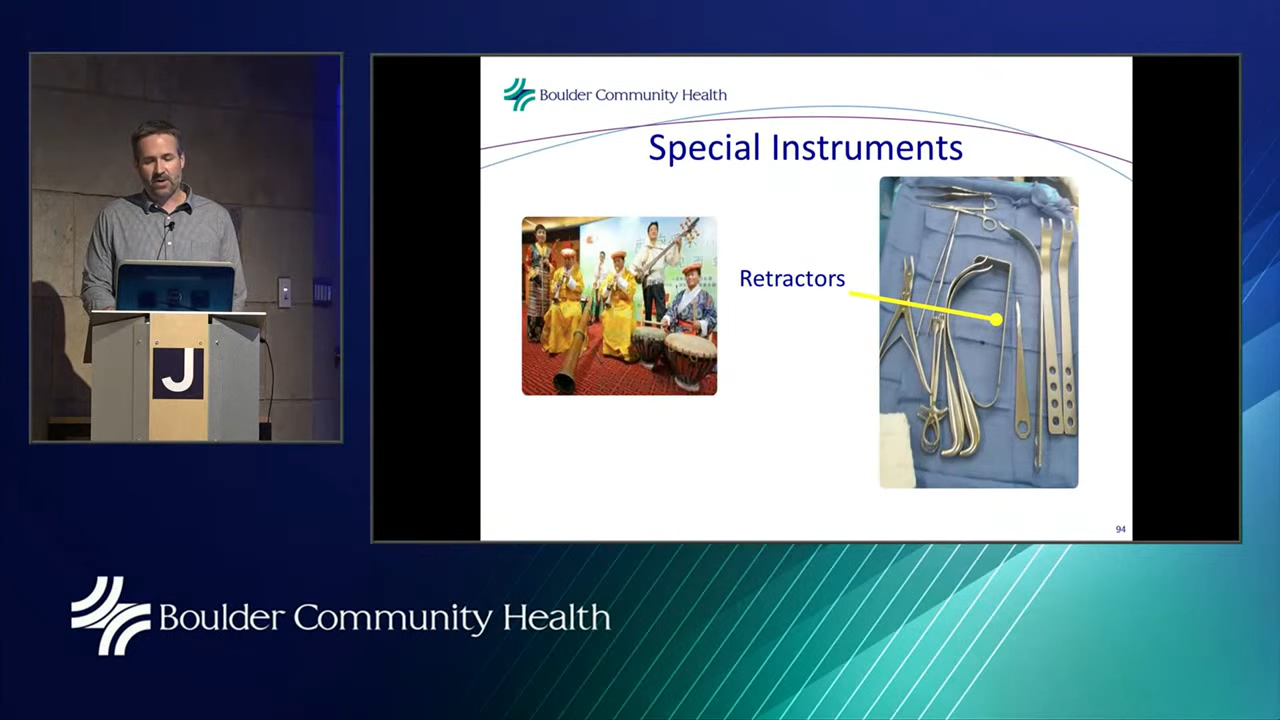 Boulder Community Health
Special Instruments
Retractors
94
J
Boulder Community Health